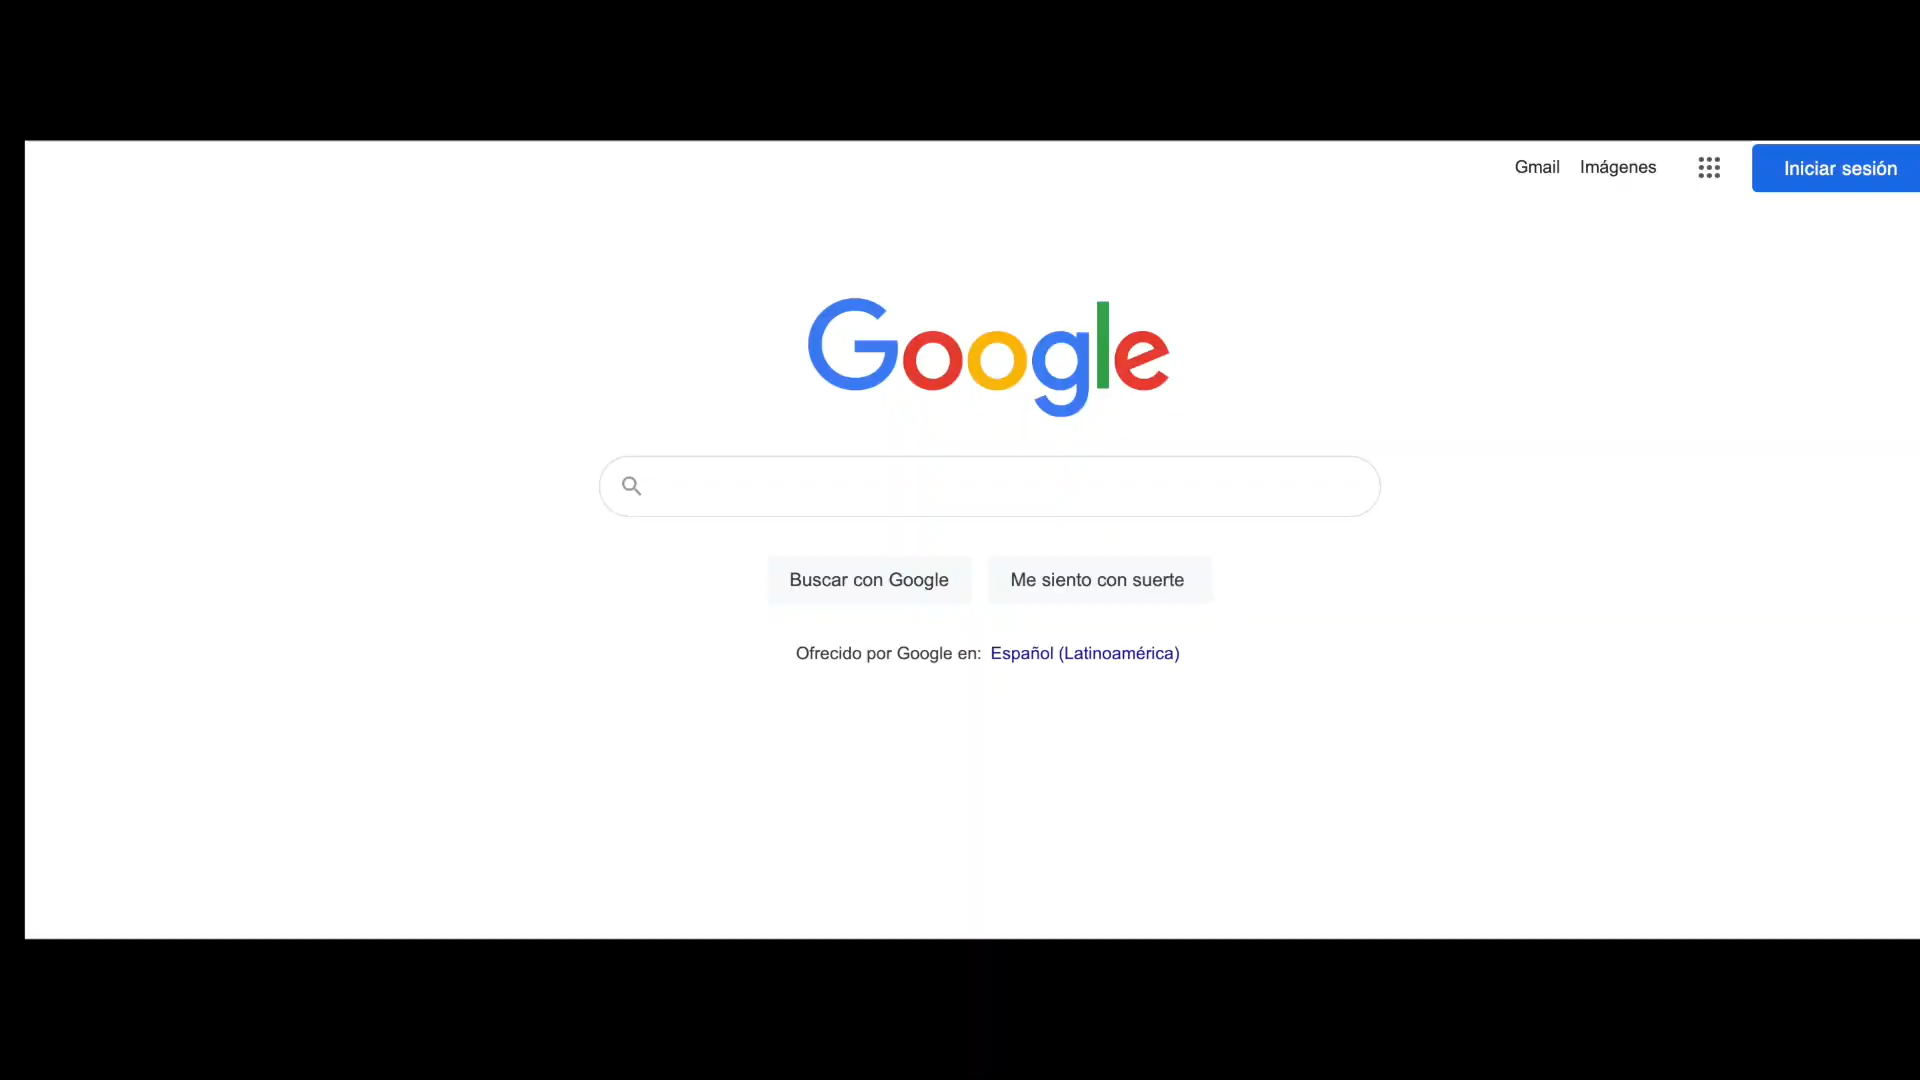 Gmail Imágenes Iniciar sesión
Google
Buscar con Google Me siento con suerte
Ofrecido por Google en: Español (Latinoamérica)